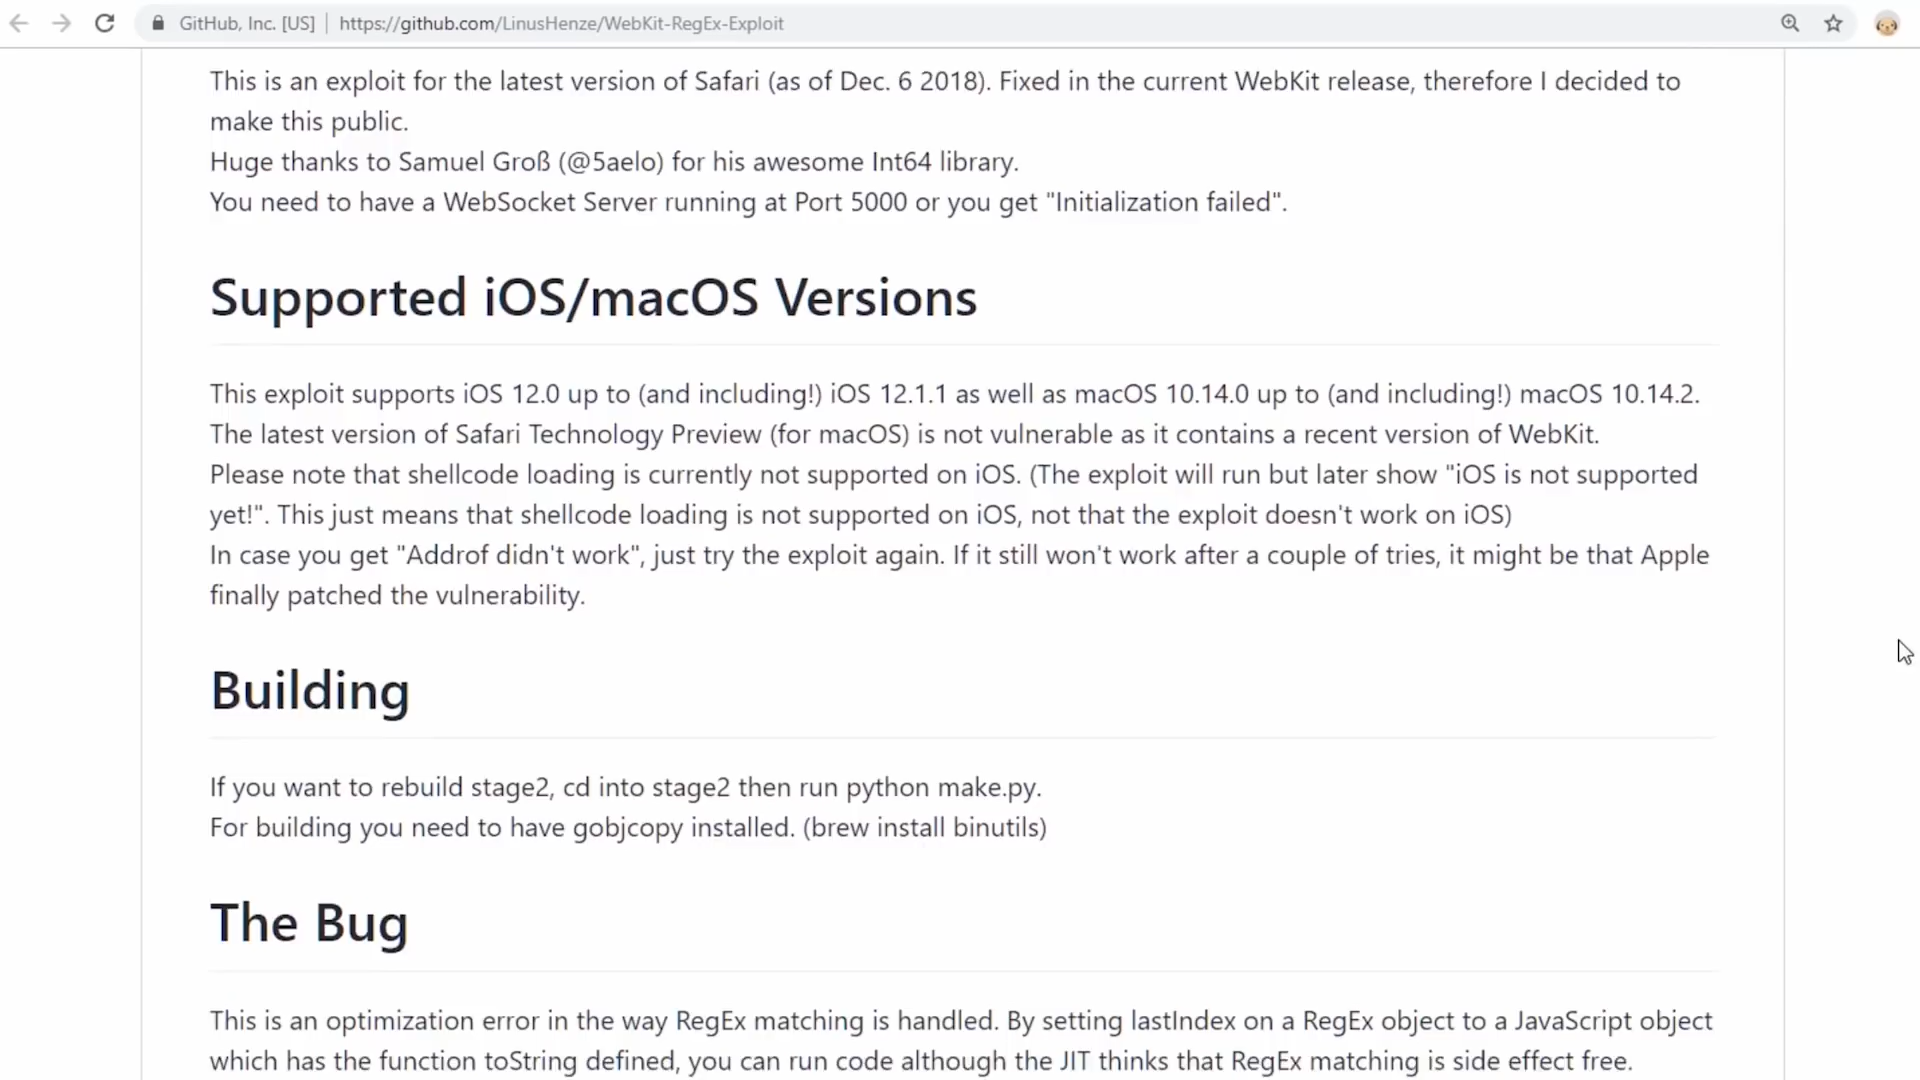 GitHub, Inc. [US] | https://github.com/LinusHenze/WebKit-RegEx-Exploit
This is an exploit for the latest version of Safari (as of Dec. 6 2018). Fixed in the current WebKit release, therefore I decided to
make this public.
Huge thanks to Samuel Groß (@5aelo) for his awesome Int64 library.
You need to have a WebSocket Server running at Port 5000 or you get "Initialization failed".
Supported iOS/macOS Versions
This exploit supports iOS 12.0 up to (and including!) iOS 12.1.1 as well as macOS 10.14.0 up to (and including!) macOS 10.14.2.
The latest version of Safari Technology Preview (for macOS) is not vulnerable as it contains a recent version of WebKit.
Please note that shellcode loading is currently not supported on iOS. (The exploit will run but later show "iOS is not supported
yet!". This just means that shellcode loading is not supported on iOS, not that the exploit doesn't work on iOS)
In case you get "Addrof didn't work", just try the exploit again. If it still won't work after a couple of tries, it might be that Apple
finally patched the vulnerability.
Building
If you want to rebuild stage2, cd into stage2 then run python make.py.
For building you need to have gobjcopy installed. (brew install binutils)
The Bug
This is an optimization error in the way RegEx matching is handled. By setting lastIndex on a RegEx object to a JavaScript object
which has the function toString defined, you can run code although the JIT thinks that RegEx matching is side effect free.